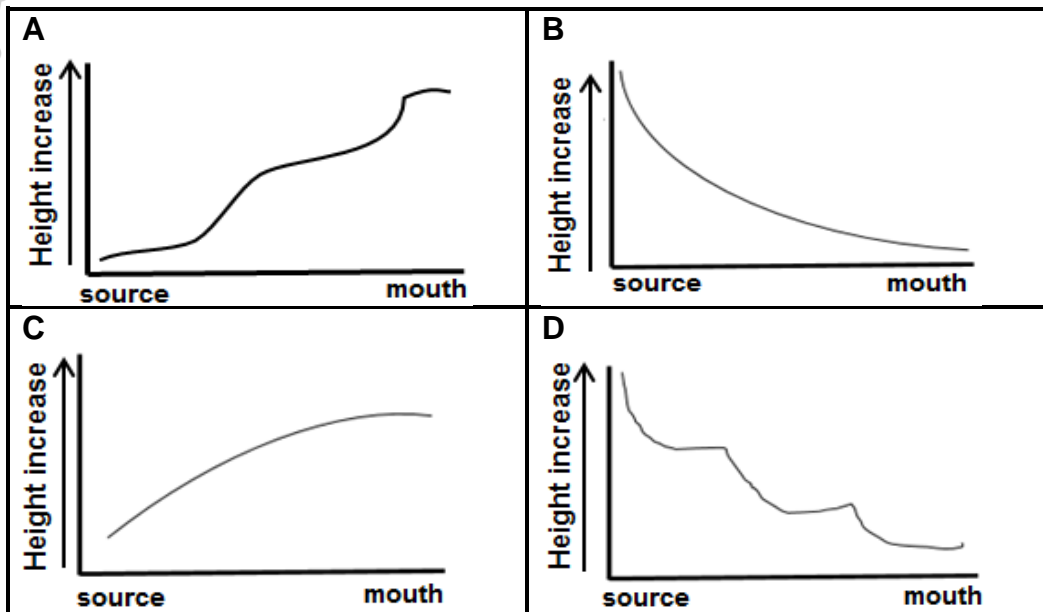 A
Height increase
source
mouth
B
Height increase
source
mouth
C
Height increase
source
mouth
D
Height increase
source
mouth